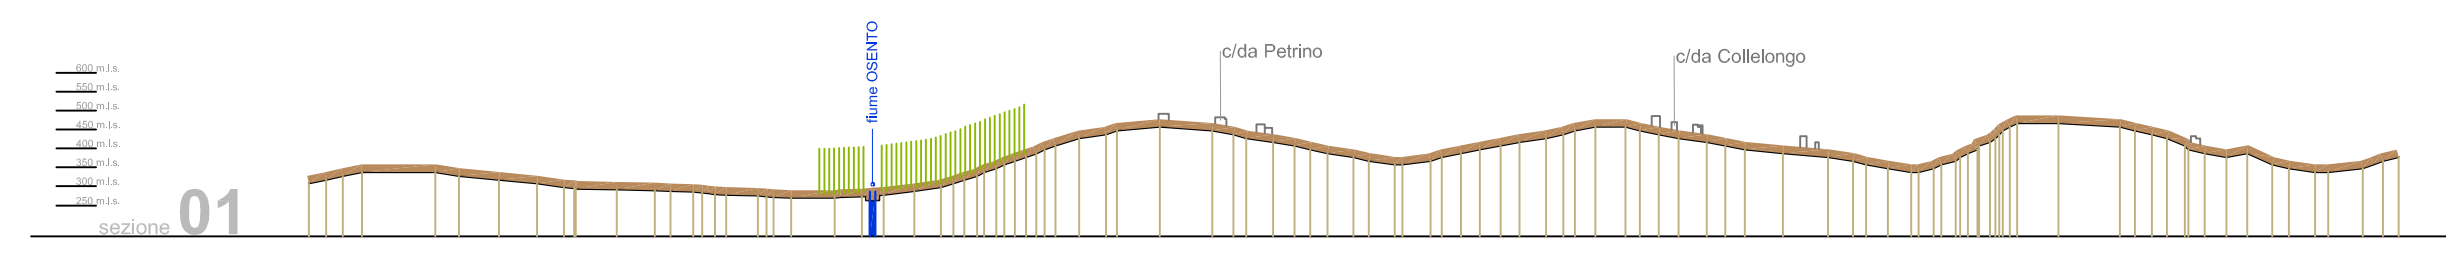 fiume OSENTO
c/da Petrino
c/da Collelongo
600 m.l.s.
550 m.l.s.
500 m.l.s.
450 m.l.s.
400 m.l.s.
350 m.l.s.
300 m.l.s.
250 m.l.s.
sezione 01